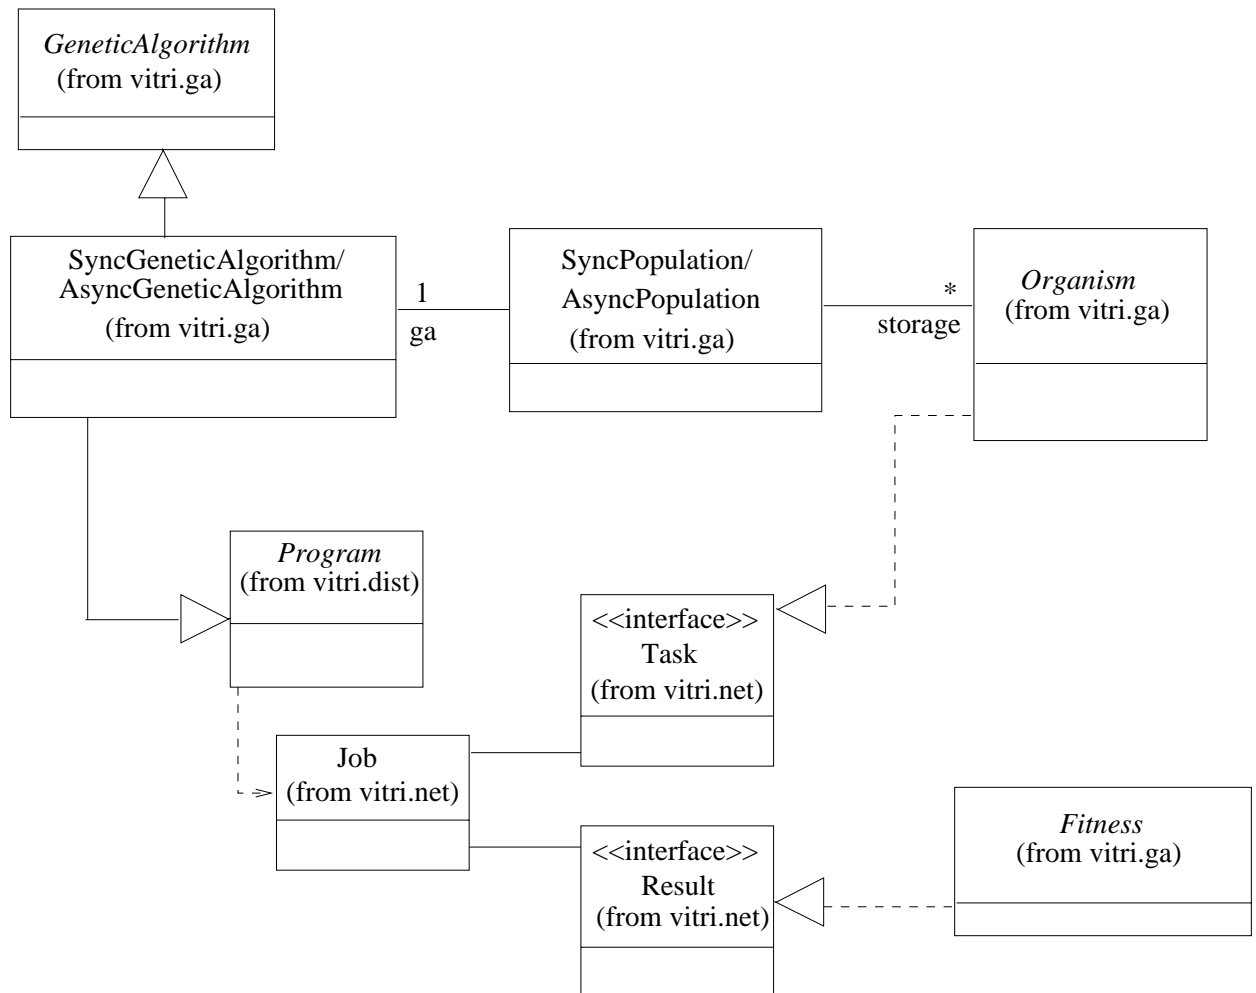 GeneticAlgorithm
(from vitri.ga)
SyncGeneticAlgorithm/
AsyncGeneticAlgorithm
(from vitri.ga)
1
ga
SyncPopulation/
AsyncPopulation
(from vitri.ga)
*
storage
Organism
(from vitri.ga)
Program
(from vitri.dist)
<<interface>>
Task
(from vitri.net)
Job
(from vitri.net)
<<interface>>
Result
(from vitri.net)
Fitness
(from vitri.ga)